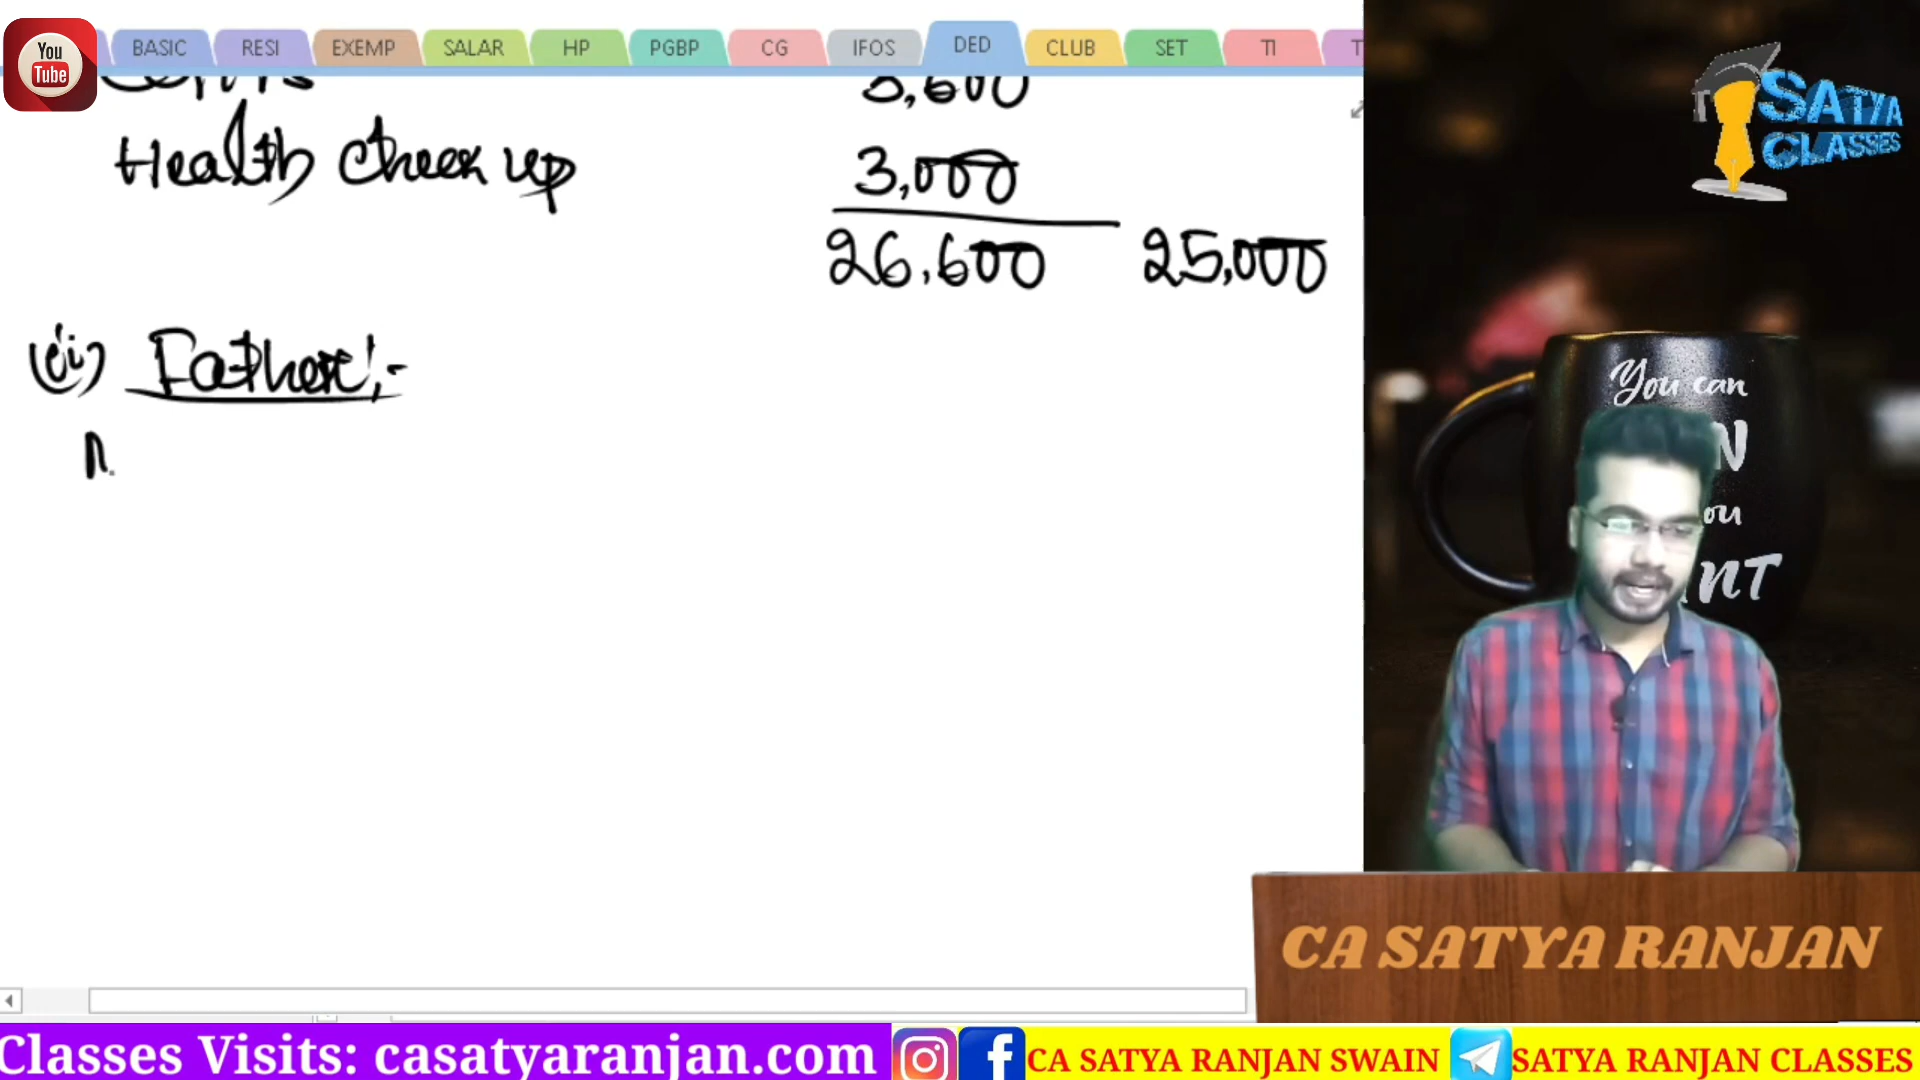 You
Tube
BASIC RESI EXEMP SALAR HP PGBP CG IFOS DED CLUB SET TI T
SATYA
CLASSES
Health Check up 3,000
26,600 25,000
(ii) Father:-
You can
N
ou
NT
CA SATYA RANJAN
Classes Visits: casatyaranjan.com
CA SATYA RANJAN SWAIN
SATYA RANJAN CLASSES